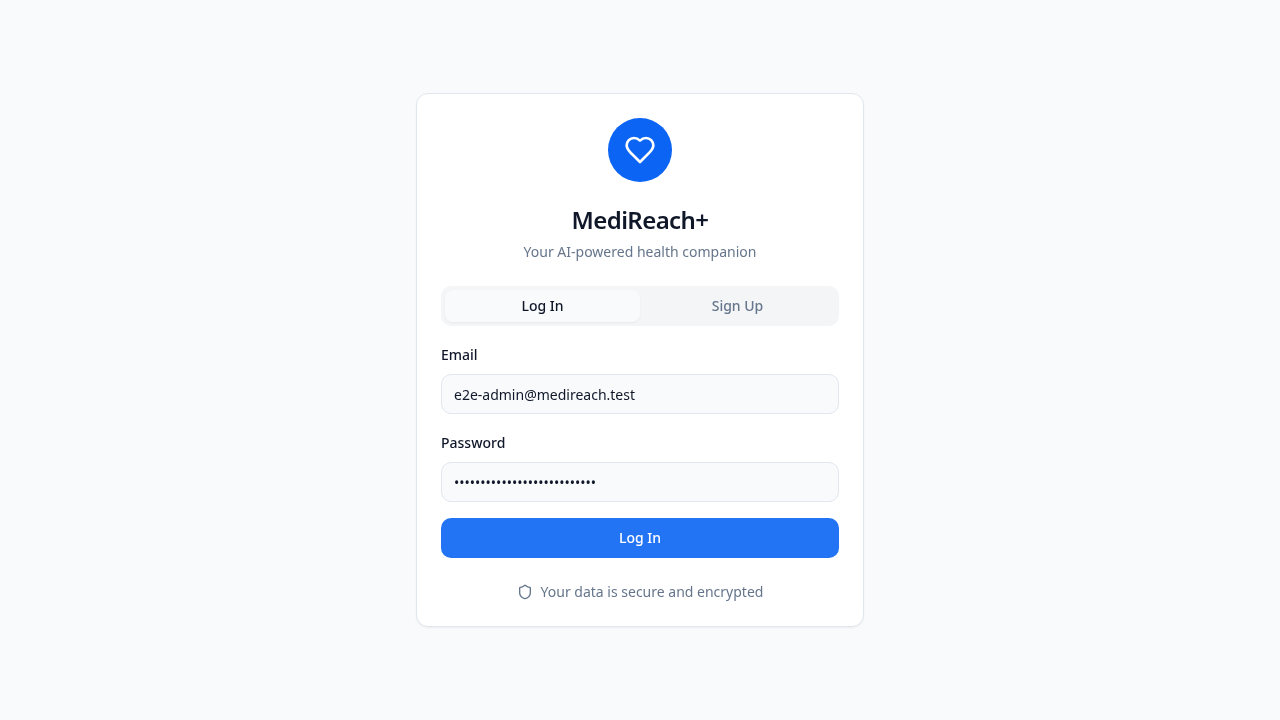 MediReach+
Your AI-powered health companion
Log In
Sign Up
Email
e2e-admin@medireach.test
Password
•••••••••••••••••••••••••••
Log In
Your data is secure and encrypted